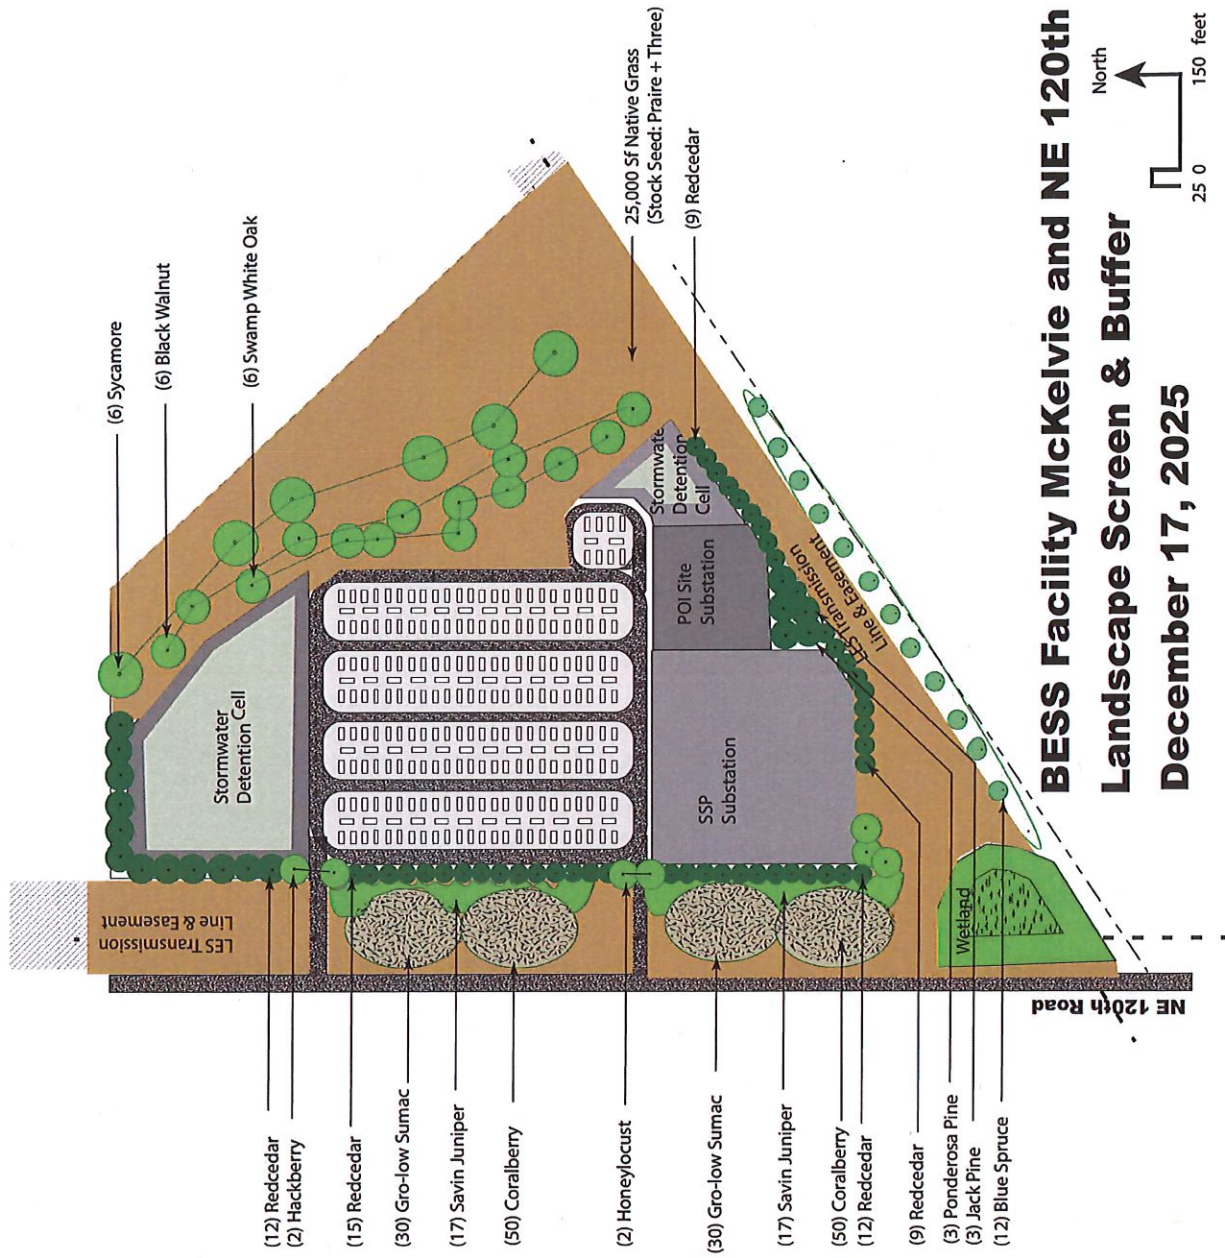 (6) Sycamore
(6) Black Walnut
(6) Swamp White Oak
25,000 Sf Native Grass
(Stock Seed: Praire + Three)
(9) Redcedar
Stormwater
Detention Cell
Stormwate
Detention
Cell
POI Site
Substation
SSP
Substation
LES Transmission
Line & Easement
LES Transmission
Line & Easement
Wetland
NE 120th Road
(12) Redcedar
(2) Hackberry
(15) Redcedar
(30) Gro-low Sumac
(17) Savin Juniper
(50) Coralberry
(2) Honeylocust
(30) Gro-low Sumac
(17) Savin Juniper
(50) Coralberry
(12) Redcedar
(9) Redcedar
(3) Ponderosa Pine
(3) Jack Pine
(12) Blue Spruce
BESS Facility McKelvie and NE 120th
Landscape Screen & Buffer
December 17, 2025
North
25 0 150 feet